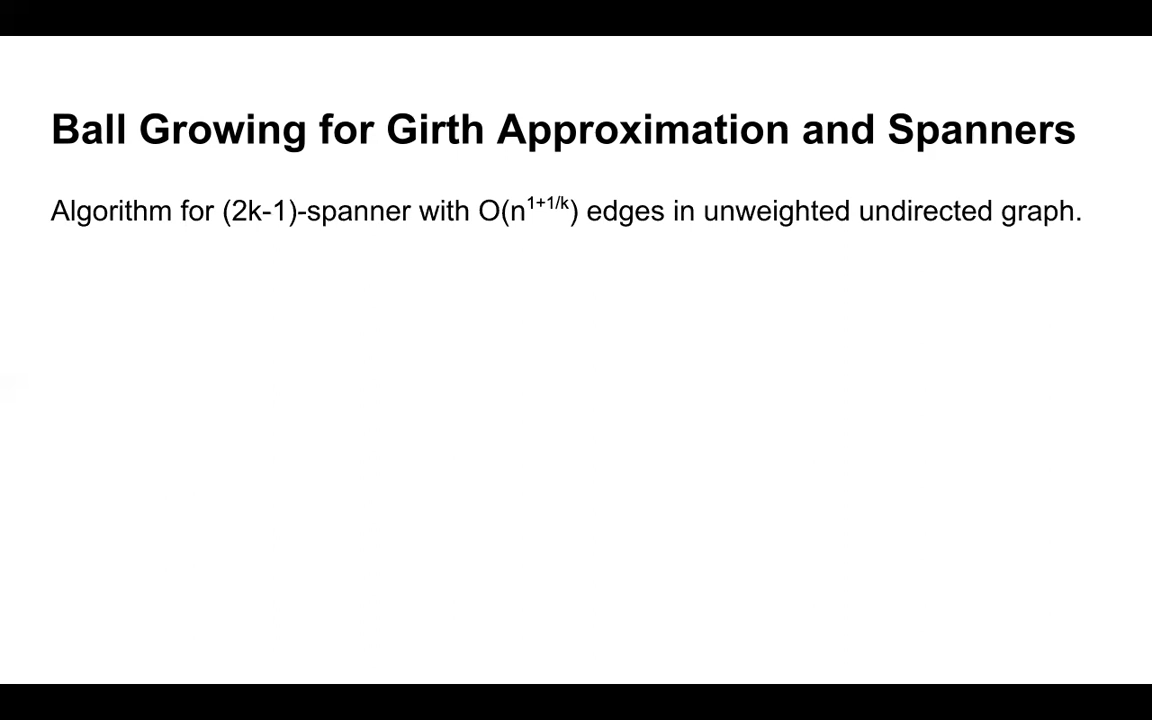 Ball Growing for Girth Approximation and Spanners
Algorithm for (2k-1)-spanner with O(n^{1+1/k}) edges in unweighted undirected graph.